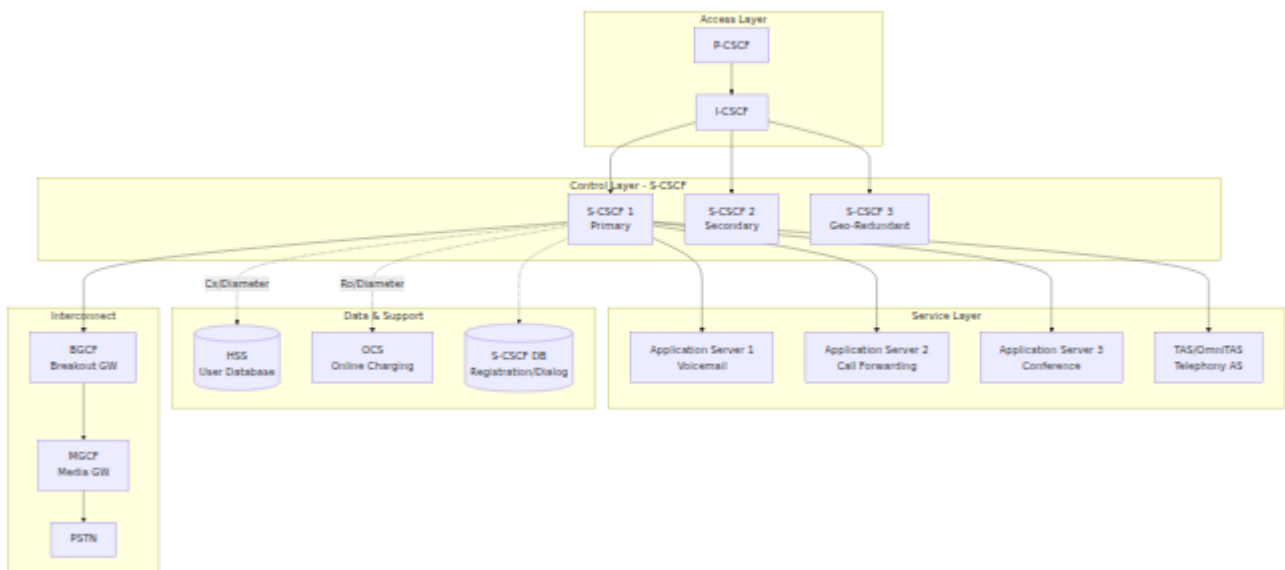 Access Layer
P-CSCF
I-CSCF
Control Layer - S-CSCF
S-CSCF 1
Primary
S-CSCF 2
Secondary
S-CSCF 3
Geo-Redundant
Cx/Diameter
Ro/Diameter
Interconnect
BGCF
Breakout GW
MGCF
Media GW
PSTN
Data & Support
HSS
User Database
OCS
Online Charging
S-CSCF DB
Registration/Dialog
Service Layer
Application Server 1
Voicemail
Application Server 2
Call Forwarding
Application Server 3
Conference
TAS/OmniTAS
Telephony AS